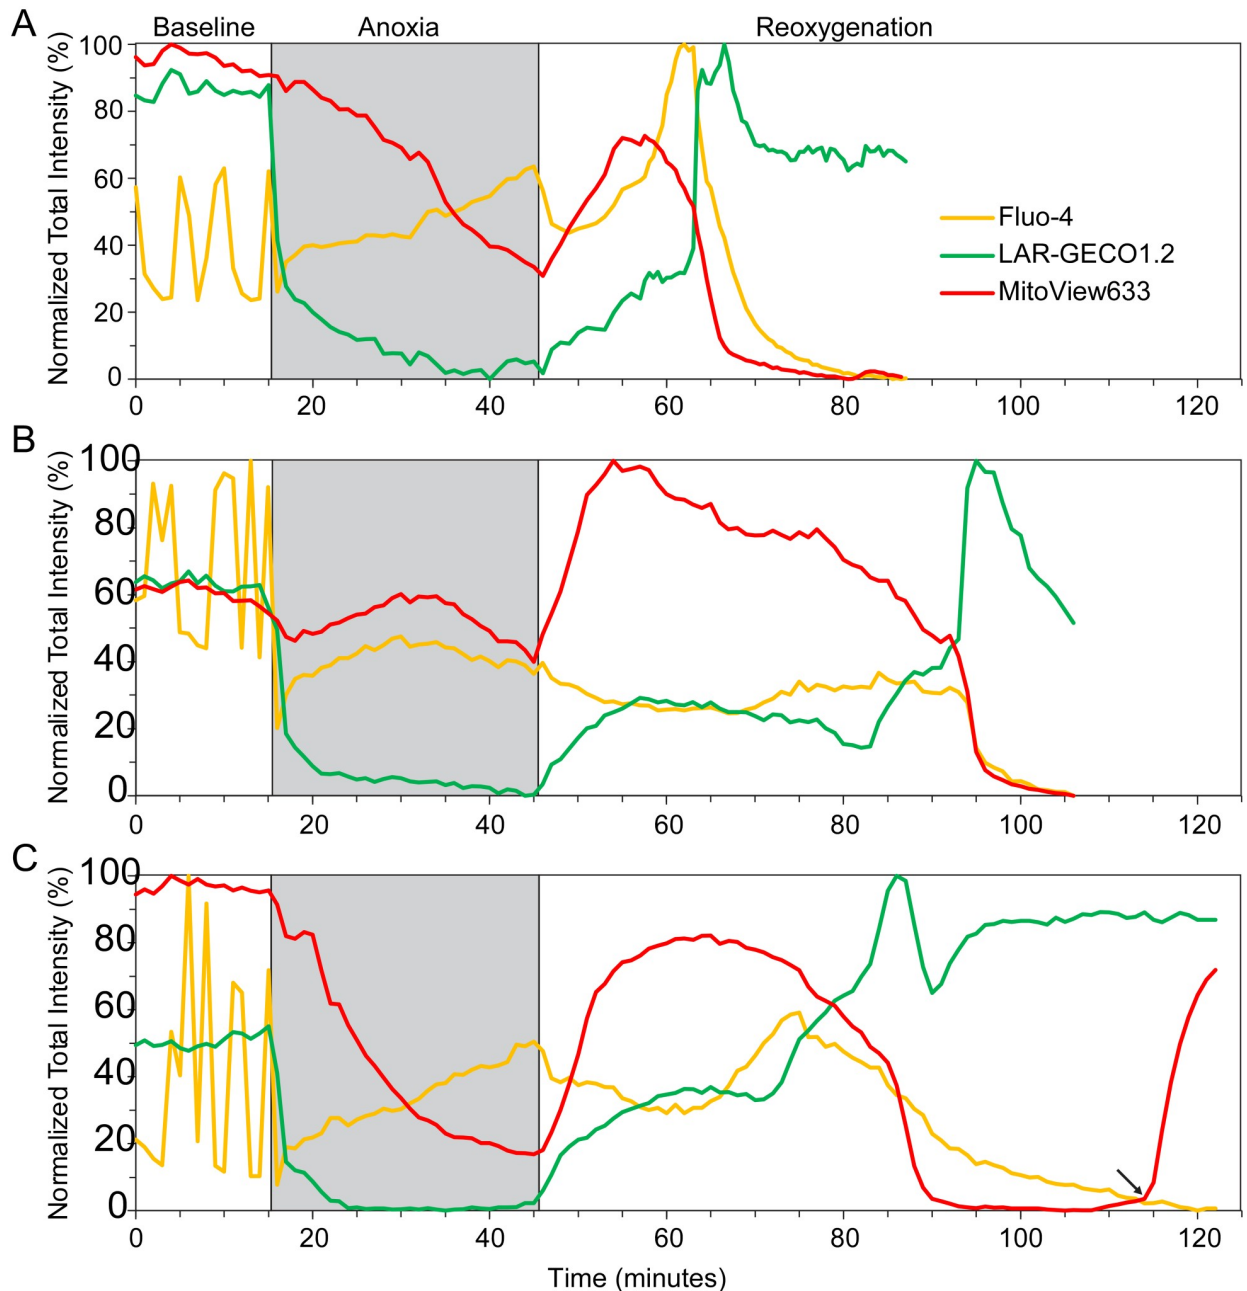 A
Baseline Anoxia Reoxygenation
Normalized Total Intensity (%)
100
80
60
40
20
0
0 20 40 60 80 100 120
Fluo-4
LAR-GECO1.2
MitoView633
B
Normalized Total Intensity (%)
100
80
60
40
20
0
0 20 40 60 80 100 120
C
Normalized Total Intensity (%)
100
80
60
40
20
0
0 20 40 60 80 100 120
Time (minutes)